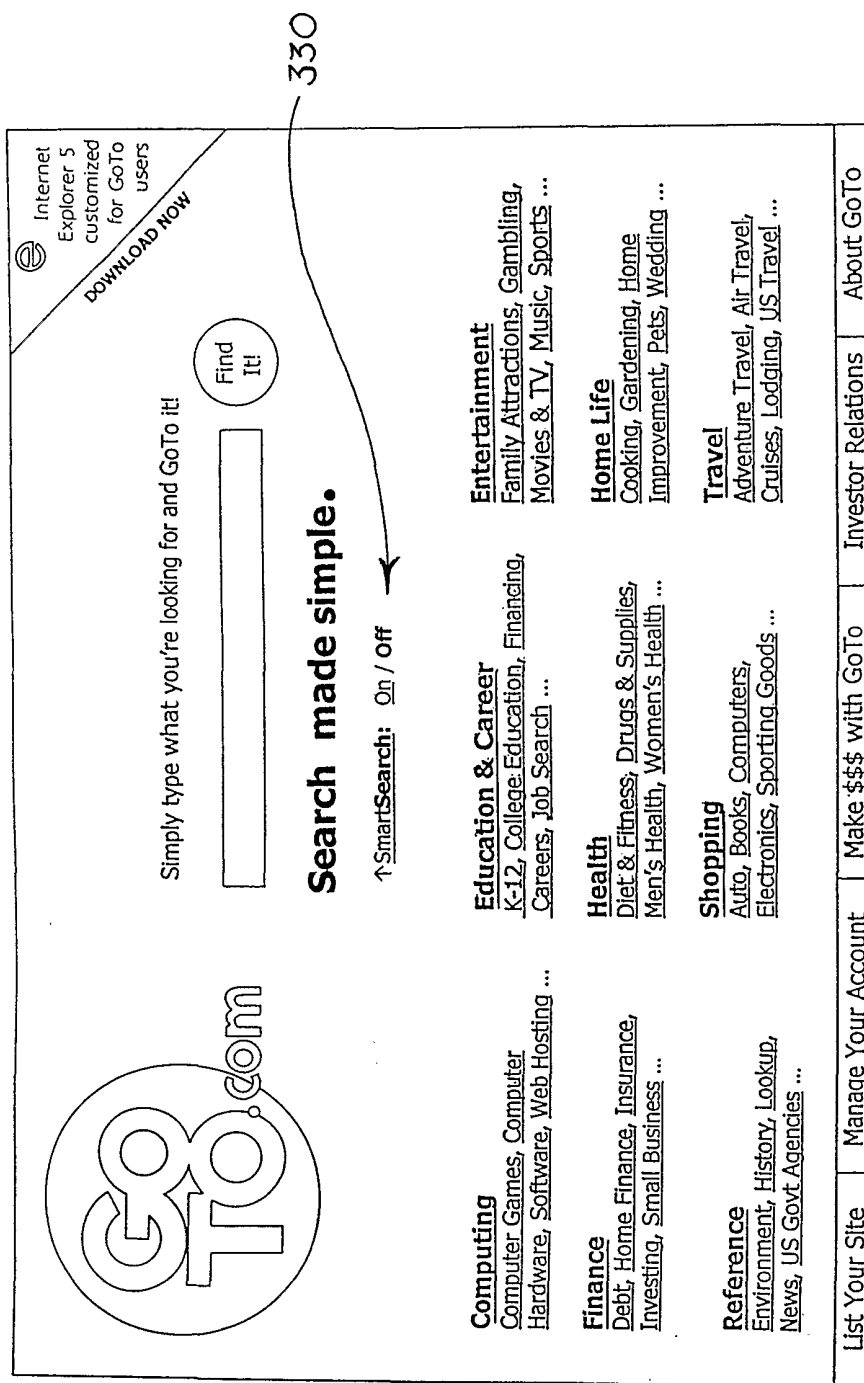 GO
TO.com
Simply type what you're looking for and GoTo it!
Find
It!
Internet
Explorer 5
customized
for GoTo
users
DOWNLOAD NOW
Search made simple.
↑SmartSearch: On / Off
330
Computing
Computer Games, Computer
Hardware, Software, Web Hosting ...
Education & Career
K-12, College Education, Financing,
Careers, Job Search ...
Entertainment
Family Attractions, Gambling,
Movies & TV, Music, Sports ...
Finance
Debt, Home Finance, Insurance,
Investing, Small Business ...
Health
Diet & Fitness, Drugs & Supplies,
Men's Health, Women's Health ...
Home Life
Cooking, Gardening, Home
Improvement, Pets, Wedding ...
Reference
Environment, History, Lookup,
News, US Govt Agencies ...
Shopping
Auto, Books, Computers,
Electronics, Sporting Goods ...
Travel
Adventure Travel, Air Travel,
Cruises, Lodging, US Travel ...
List Your Site | Manage Your Account | Make $$$ with GoTo | Investor Relations | About GoTo